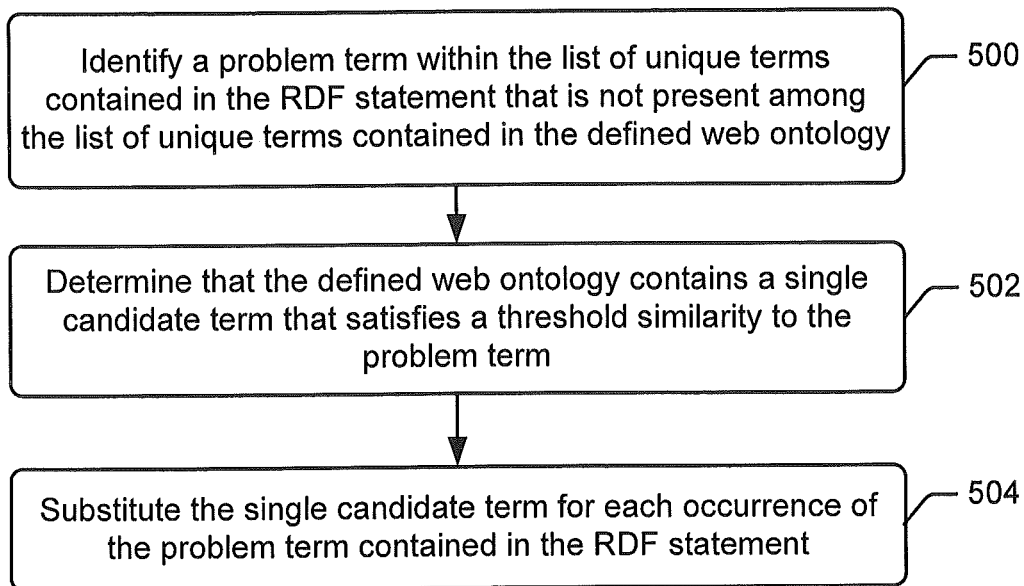 Identify a problem term within the list of unique terms
contained in the RDF statement that is not present among
the list of unique terms contained in the defined web ontology
500
Determine that the defined web ontology contains a single
candidate term that satisfies a threshold similarity to the
problem term
502
Substitute the single candidate term for each occurrence of
the problem term contained in the RDF statement
504